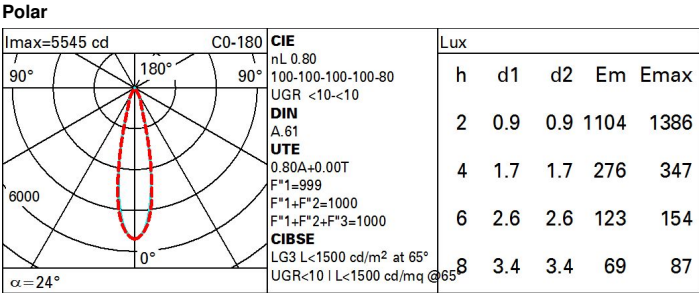 Polar
Imax=5545 cd C0-180
90° 180° 90°
6000
0°
α=24°
CIE
nL 0.80
100-100-100-100-80
UGR <10-<10
DIN
A.61
UTE
0.80A+0.00T
F"1=999
F"1+F"2=1000
F"1+F"2+F"3=1000
CIBSE
LG3 L<1500 cd/m² at 65°
UGR<10 | L<1500 cd/mq @65°
Lux
h d1 d2 Em Emax
2 0.9 0.9 1104 1386
4 1.7 1.7 276 347
6 2.6 2.6 123 154
8 3.4 3.4 69 87